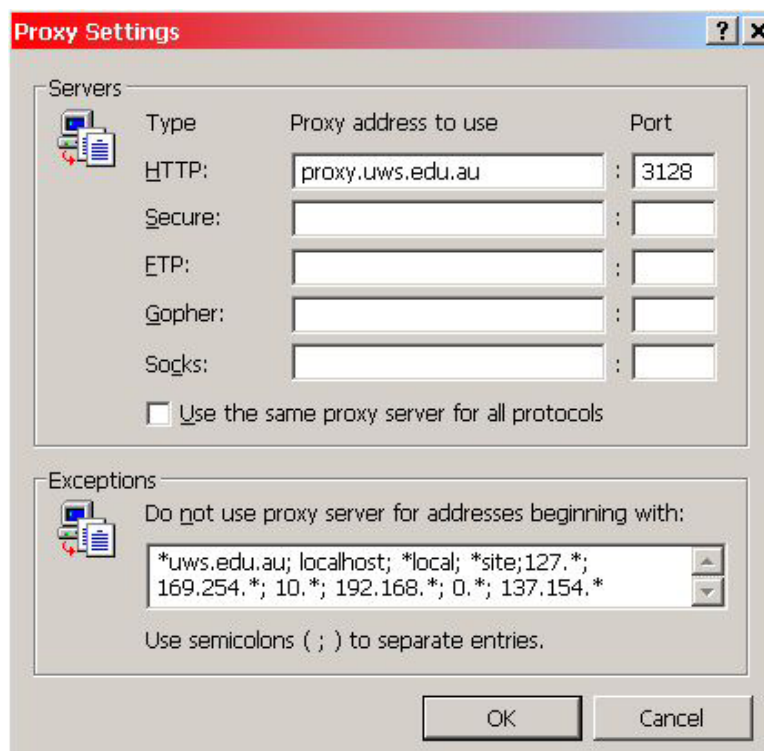 Proxy Settings
Servers
Type Proxy address to use Port
HTTP: proxy.uws.edu.au : 3128
Secure: :
FTP: :
Gopher: :
Socks: :
Use the same proxy server for all protocols
Exceptions
Do not use proxy server for addresses beginning with:
*uws.edu.au; localhost; *local; *site;127.*;
169.254.*; 10.*; 192.168.*; 0.*; 137.154.*
Use semicolons ( ; ) to separate entries.
OK Cancel